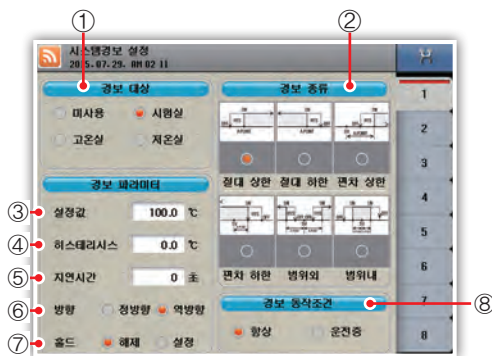 ①
②
시스템경보 설정
2015.07.29. AM 02 11
경보 대상
미사용
시험실
고온실
저온실
경보 종류
절대 상한
절대 하한
편차 상한
편차 하한
범위외
범위내
경보 파라미터
③ 설정값 100.0 ℃
④ 히스테리시스 0.0 ℃
⑤ 지연시간 0 초
⑥ 방향 정방향 역방향
⑦ 홀드 해제 설정
경보 동작조건
⑧
항상
운전중
1
2
3
4
5
6
7
8